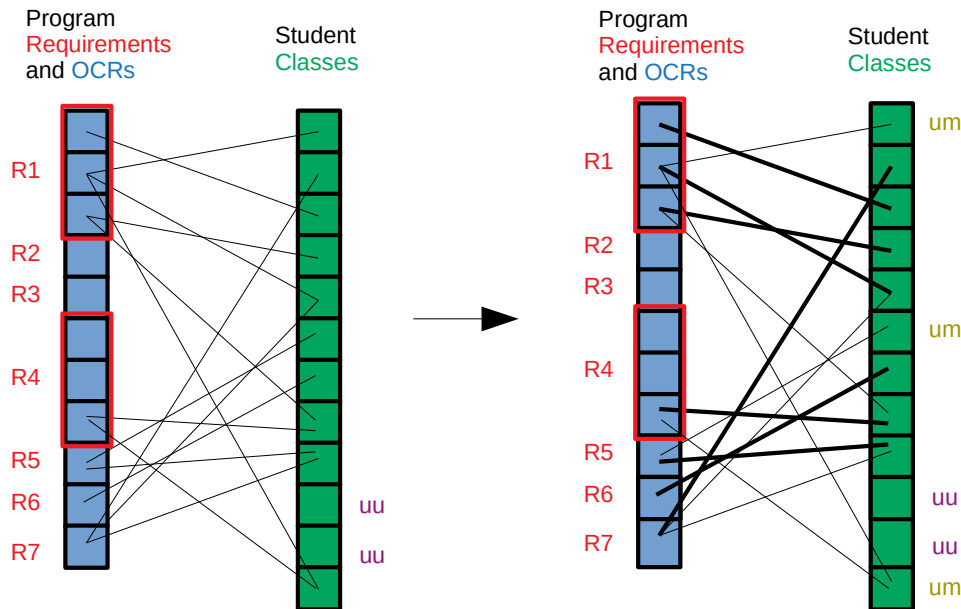 Program
Requirements
and OCRs
Student
Classes
R1
R2
R3
R4
R5
R6
R7
uu
uu
Program
Requirements
and OCRs
Student
Classes
R1
R2
R3
R4
R5
R6
R7
um
um
uu
uu
um